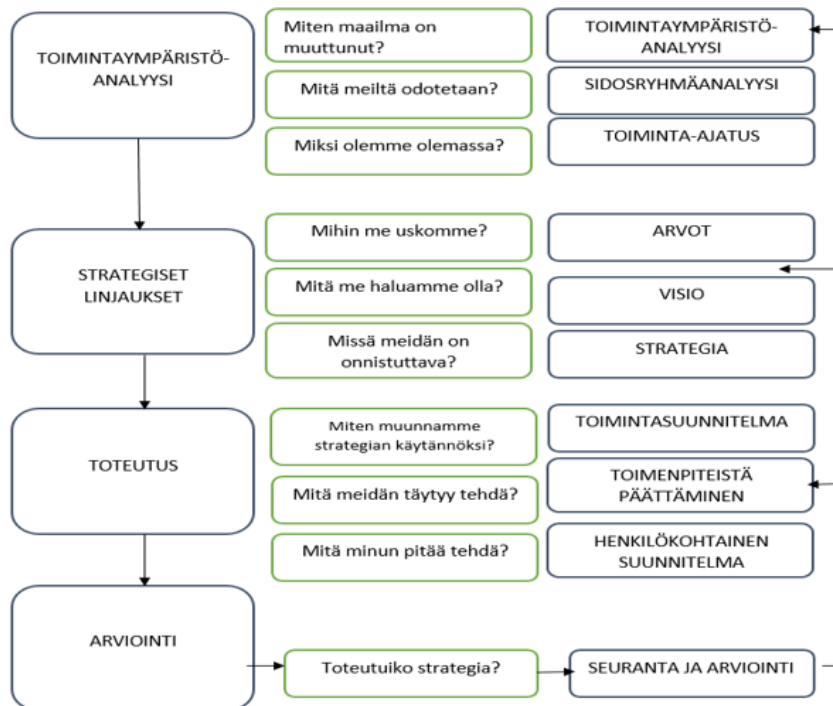 TOIMINTAYMPÄRISTÖ-
ANALYYSI
Miten maailma on
muuttunut?
TOIMINTAYMPÄRISTÖ-
ANALYYSI
Mitä meiltä odotetaan?
SIDOSRYHMÄANALYYSI
Miksi olemme olemassa?
TOIMINTA-AJATUS
STRATEGISET
LINJAUKSET
Mihin me uskomme?
ARVOT
Mitä me haluamme olla?
VISIO
Missä meidän on
onnistuttava?
STRATEGIA
TOTEUTUS
Miten muunnamme
strategian käytännöksi?
TOIMINTASUUNNITELMA
Mitä meidän täytyy tehdä?
TOIMENPITEISTÄ
PÄÄTTÄMINEN
Mitä minun pitää tehdä?
HENKILÖKOHTAINEN
SUUNNITELMA
ARVIOINTI
Toteutuiko strategia?
SEURANTA JA ARVIOINTI